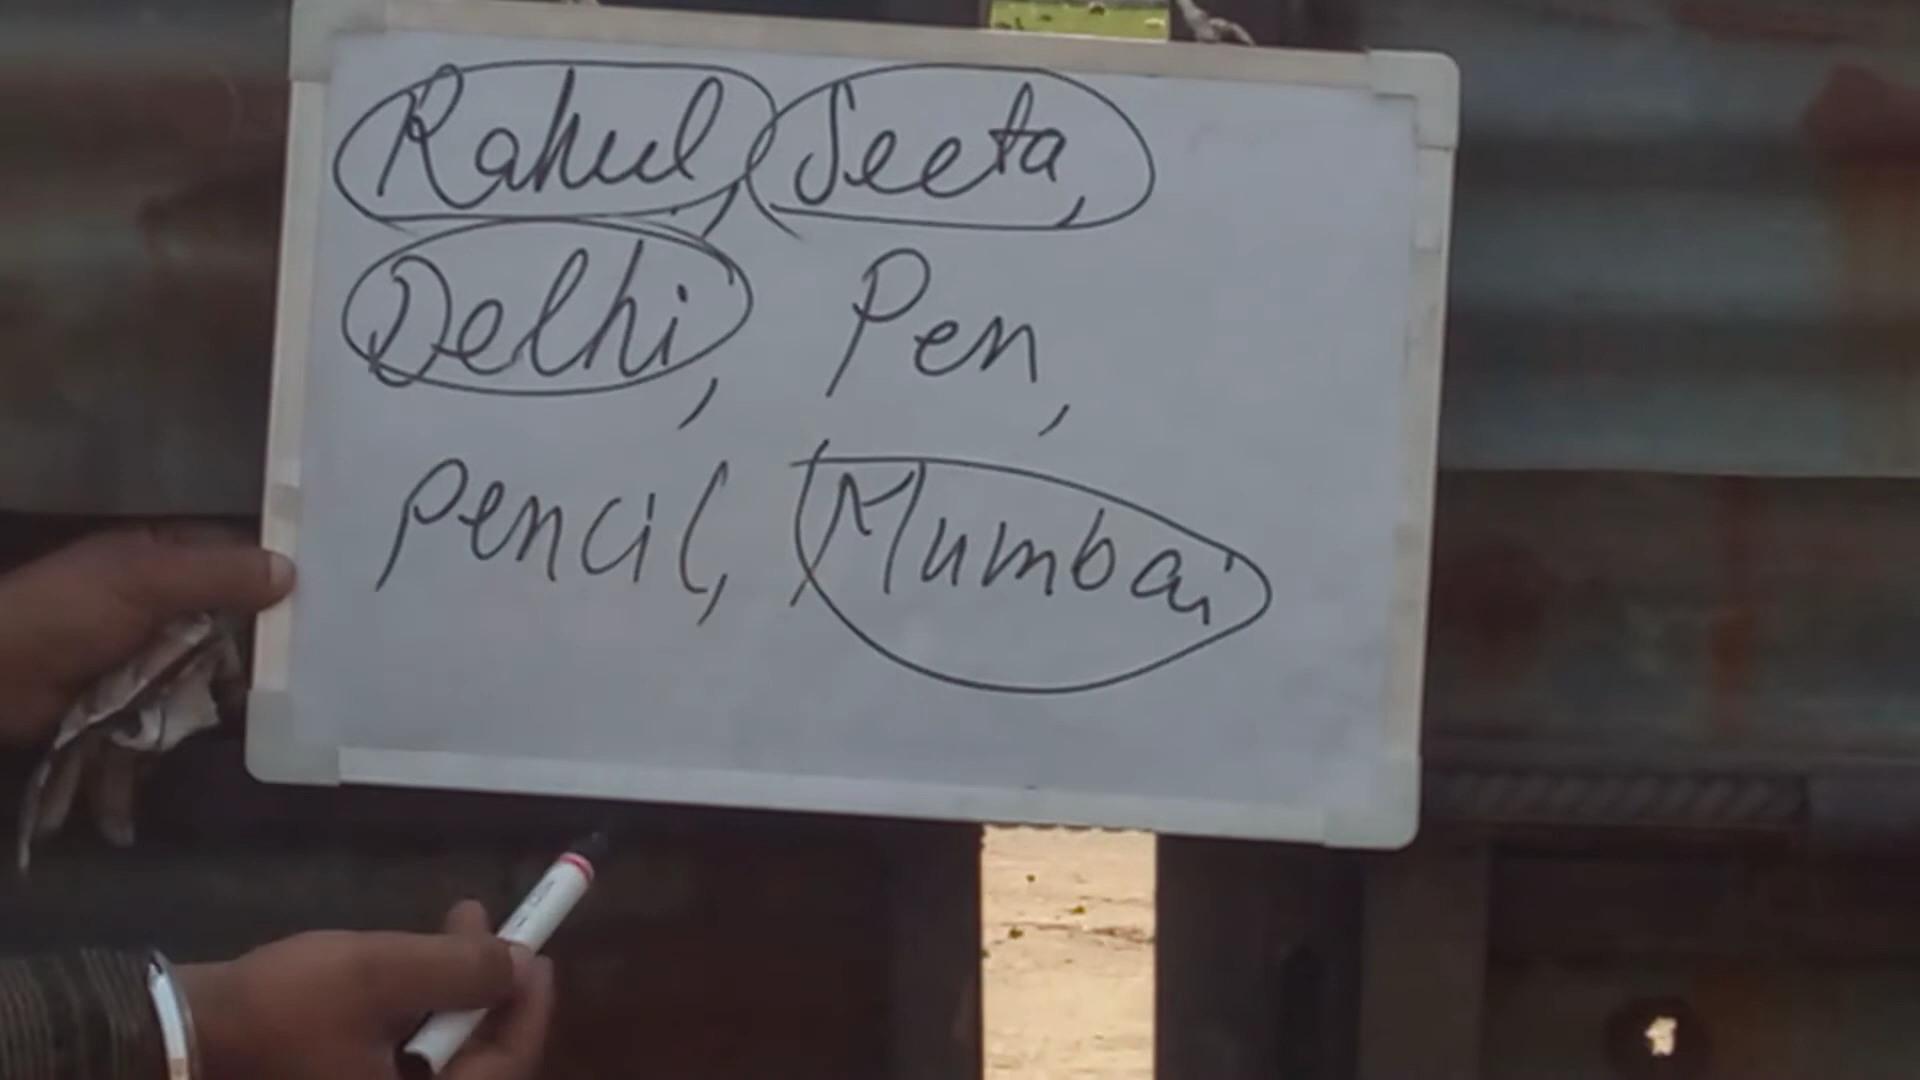 Rahul, Seeta,
Delhi, Pen,
Pencil, Mumbai